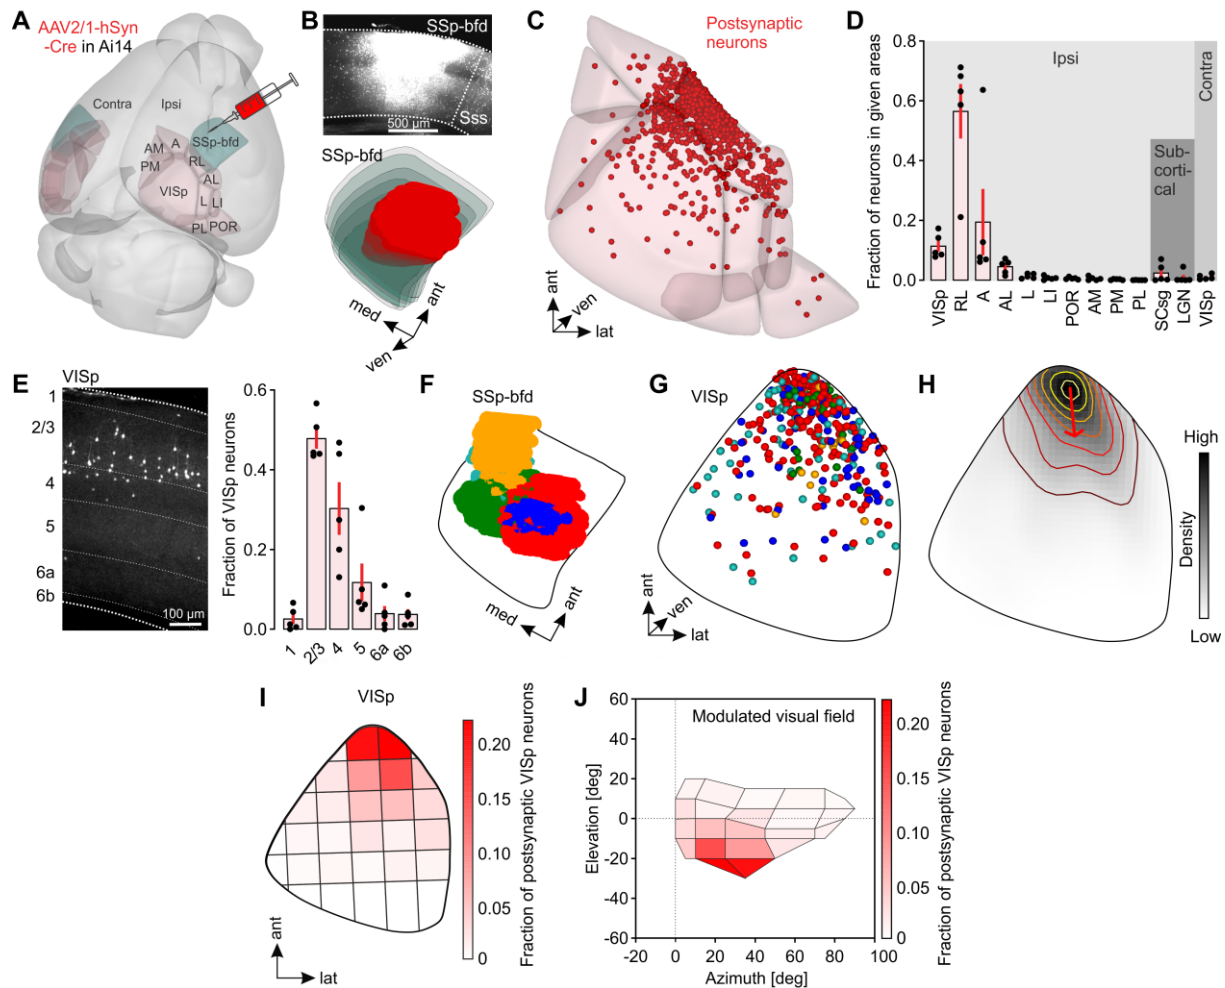 A
AAV2/1-hSyn
-Cre in Ai14
Contra
Ipsi
SSp-bfd
AM
A
PM
RL
VISp
AL
L
LI
PL
POR
B
SSp-bfd
Sss
500 µm
SSp-bfd
med
ant
ven
C
Postsynaptic
neurons
ant
ven
lat
D
Fraction of neurons in given areas
0.8
0.6
0.4
0.2
0.0
Ipsi
Sub-
corti-
cal
Contra
VISp
RL
A
AL
L
LI
POR
AM
PM
PL
SCsg
LGN
VISp
E
VISp
1
2/3
4
5
6a
6b
100 µm
Fraction of VISp neurons
0.6
0.4
0.2
0.0
1
2/3
4
5
6a
6b
F
SSp-bfd
med
ant
G
VISp
ant
ven
lat
H
High
Density
Low
I
VISp
ant
lat
0.20
0.15
0.10
0.05
0
Fraction of postsynaptic VISp neurons
J
Modulated visual field
Elevation [deg]
60
40
20
0
-20
-40
-60
-20
0
20
40
60
80
100
Azimuth [deg]
0.20
0.15
0.10
0.05
0
Fraction of postsynaptic VISp neurons